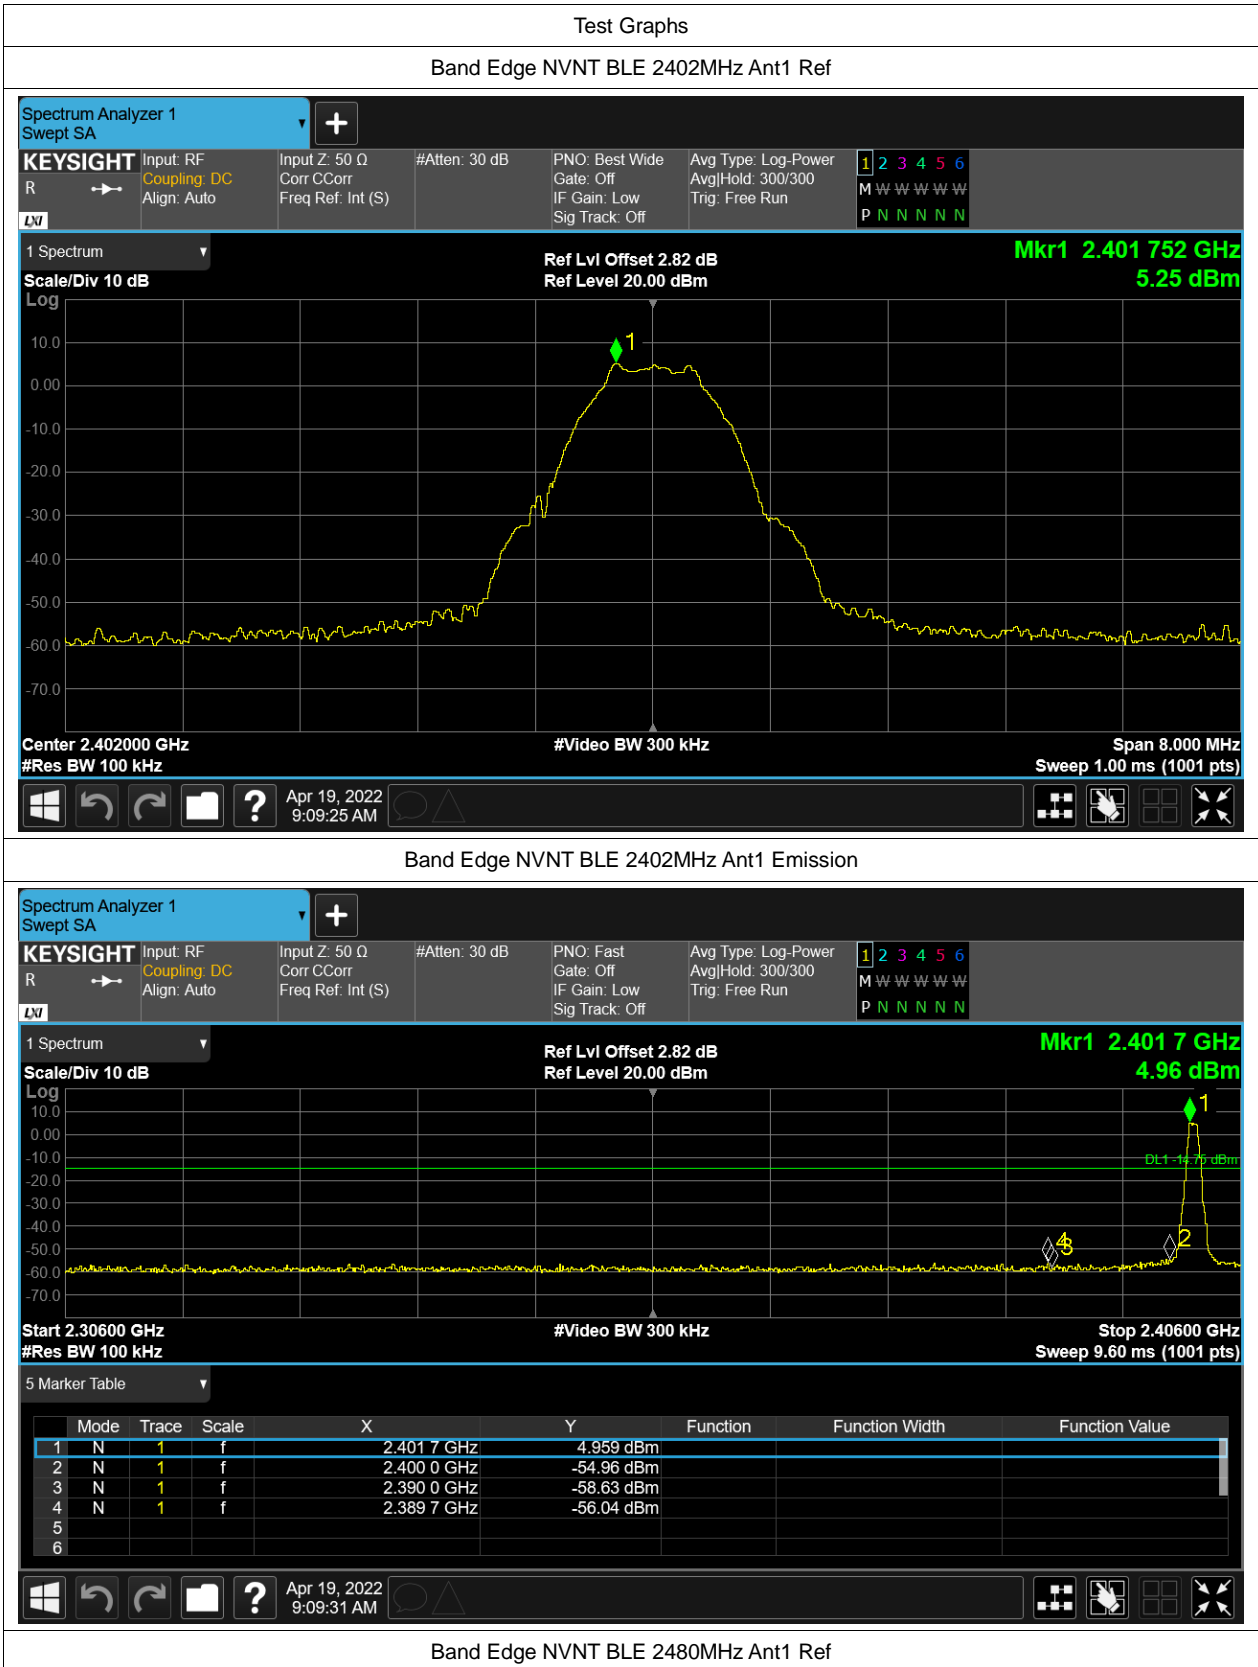 Test Graphs
Band Edge NVNT BLE 2402MHz Ant1 Ref
Spectrum Analyzer 1
Swept SA
KEYSIGHT Input: RF Input Z: 50 Ω #Atten: 30 dB PNO: Best Wide Avg Type: Log-Power 1 2 3 4 5 6
R Coupling: DC Corr CCorr Gate: Off Avg|Hold: 300/300 M W W W W W
Align: Auto Freq Ref: Int (S) IF Gain: Low Trig: Free Run
LXI Sig Track: Off P N N N N N
1 Spectrum Ref Lvl Offset 2.82 dB Mkr1 2.401 752 GHz
Scale/Div 10 dB Ref Level 20.00 dBm 5.25 dBm
Log
1
10.0
0.00
-10.0
-20.0
-30.0
-40.0
-50.0
-60.0
-70.0
Center 2.402000 GHz #Video BW 300 kHz Span 8.000 MHz
#Res BW 100 kHz Sweep 1.00 ms (1001 pts)
? Apr 19, 2022
9:09:25 AM
Band Edge NVNT BLE 2402MHz Ant1 Emission
Spectrum Analyzer 1
Swept SA
KEYSIGHT Input: RF Input Z: 50 Ω #Atten: 30 dB PNO: Fast Avg Type: Log-Power 1 2 3 4 5 6
R Coupling: DC Corr CCorr Gate: Off Avg|Hold: 300/300 M W W W W W
Align: Auto Freq Ref: Int (S) IF Gain: Low Trig: Free Run
LXI Sig Track: Off P N N N N N
1 Spectrum Ref Lvl Offset 2.82 dB Mkr1 2.401 7 GHz
Scale/Div 10 dB Ref Level 20.00 dBm 4.96 dBm
Log
10.0 1
0.00
-10.0 DL1 -14.75 dBm
-20.0
-30.0
-40.0
-50.0 4 3 2
-60.0
-70.0
Start 2.30600 GHz #Video BW 300 kHz Stop 2.40600 GHz
#Res BW 100 kHz Sweep 9.60 ms (1001 pts)
5 Marker Table
Mode Trace Scale X Y Function Function Width Function Value
1 N 1 f 2.401 7 GHz 4.959 dBm
2 N 1 f 2.400 0 GHz -54.96 dBm
3 N 1 f 2.390 0 GHz -58.63 dBm
4 N 1 f 2.389 7 GHz -56.04 dBm
5
6
? Apr 19, 2022
9:09:31 AM
Band Edge NVNT BLE 2480MHz Ant1 Ref